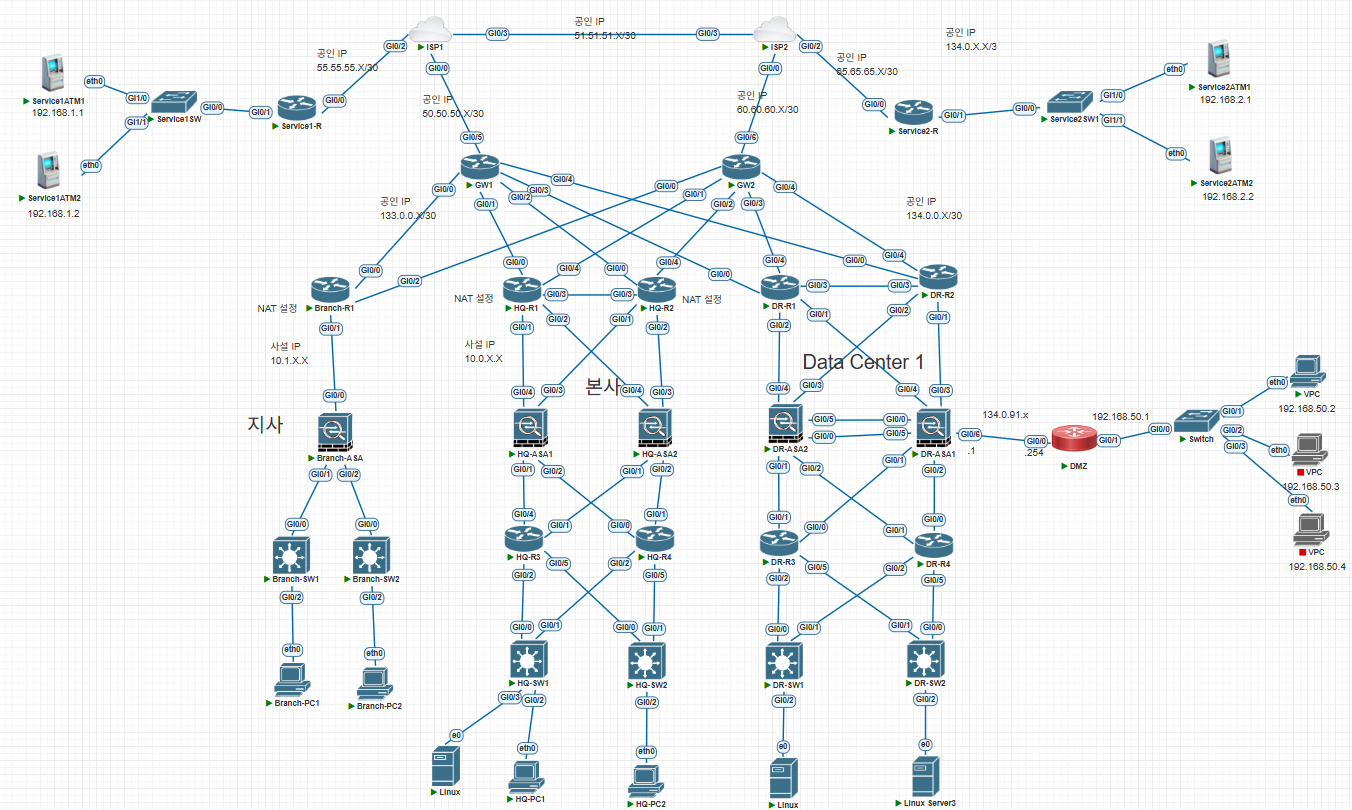 공인 IP
51.51.51.X/30
GI0/3
GI0/3
ISP1
ISP2
GI0/2
GI0/2
공인 IP
134.0.X.X/3
공인 IP
55.55.55.X/30
85.65.65.X/30
GI0/0
GI0/0
eth0
eth0
Service1ATM1
192.168.1.1
GI1/0
GI0/0
GI0/1
GI0/0
Service1SW
Service1-R
GI1/1
eth0
Service1ATM2
192.168.1.2
공인 IP
50.50.50.X/30
공인 IP
60.60.60.X/30
GI0/0
GI0/1
GI0/0
GI1/0
Service2-R
Service2SW1
GI1/1
Service2ATM1
192.168.2.1
eth0
Service2ATM2
192.168.2.2
GI0/5
GI0/6
GW1
GW2
GI0/0
GI0/1
GI0/2
GI0/3
GI0/4
GI0/0
GI0/1
GI0/2
GI0/3
GI0/4
공인 IP
133.0.0.X/30
공인 IP
134.0.0.X/30
GI0/0
GI0/2
GI0/0
GI0/4
GI0/0
GI0/4
GI0/0
GI0/4
GI0/0
GI0/4
NAT 설정
Branch-R1
NAT 설정
HQ-R1
GI0/3
GI0/3
HQ-R2
NAT 설정
DR-R1
GI0/3
GI0/3
DR-R2
GI0/1
GI0/1
GI0/2
GI0/1
GI0/2
GI0/2
GI0/1
GI0/2
GI0/1
사설 IP
10.1.X.X
사설 IP
10.0.X.X
Data Center 1
본사
지사
GI0/0
GI0/4
GI0/3
GI0/4
GI0/3
GI0/4
GI0/3
GI0/4
GI0/3
Branch-ASA
HQ-ASA1
HQ-ASA2
DR-ASA2
GI0/5
GI0/0
GI0/0
GI0/5
DR-ASA1
GI0/6
.1
134.0.91.x
GI0/0
.254
DMZ
GI0/1
192.168.50.1
GI0/0
Switch
GI0/1
GI0/2
GI0/3
eth0
VPC
192.168.50.2
eth0
VPC
192.168.50.3
eth0
VPC
192.168.50.4
GI0/1
GI0/2
GI0/1
GI0/2
GI0/1
GI0/2
GI0/1
GI0/2
GI0/1
GI0/2
GI0/0
GI0/0
GI0/4
GI0/1
GI0/0
GI0/1
GI0/1
GI0/0
GI0/1
GI0/0
Branch-SW1
Branch-SW2
HQ-R3
HQ-R4
DR-R3
DR-R4
GI0/2
GI0/2
GI0/2
GI0/5
GI0/2
GI0/5
GI0/2
GI0/5
GI0/2
GI0/5
GI0/0
GI0/1
GI0/0
GI0/1
GI0/0
GI0/1
GI0/1
GI0/0
eth0
eth0
Branch-PC1
Branch-PC2
HQ-SW1
HQ-SW2
DR-SW1
DR-SW2
GI0/3
GI0/2
GI0/2
GI0/2
GI0/2
e0
eth0
eth0
e0
e0
Linux
HQ-PC1
HQ-PC2
Linux
Linux Server3